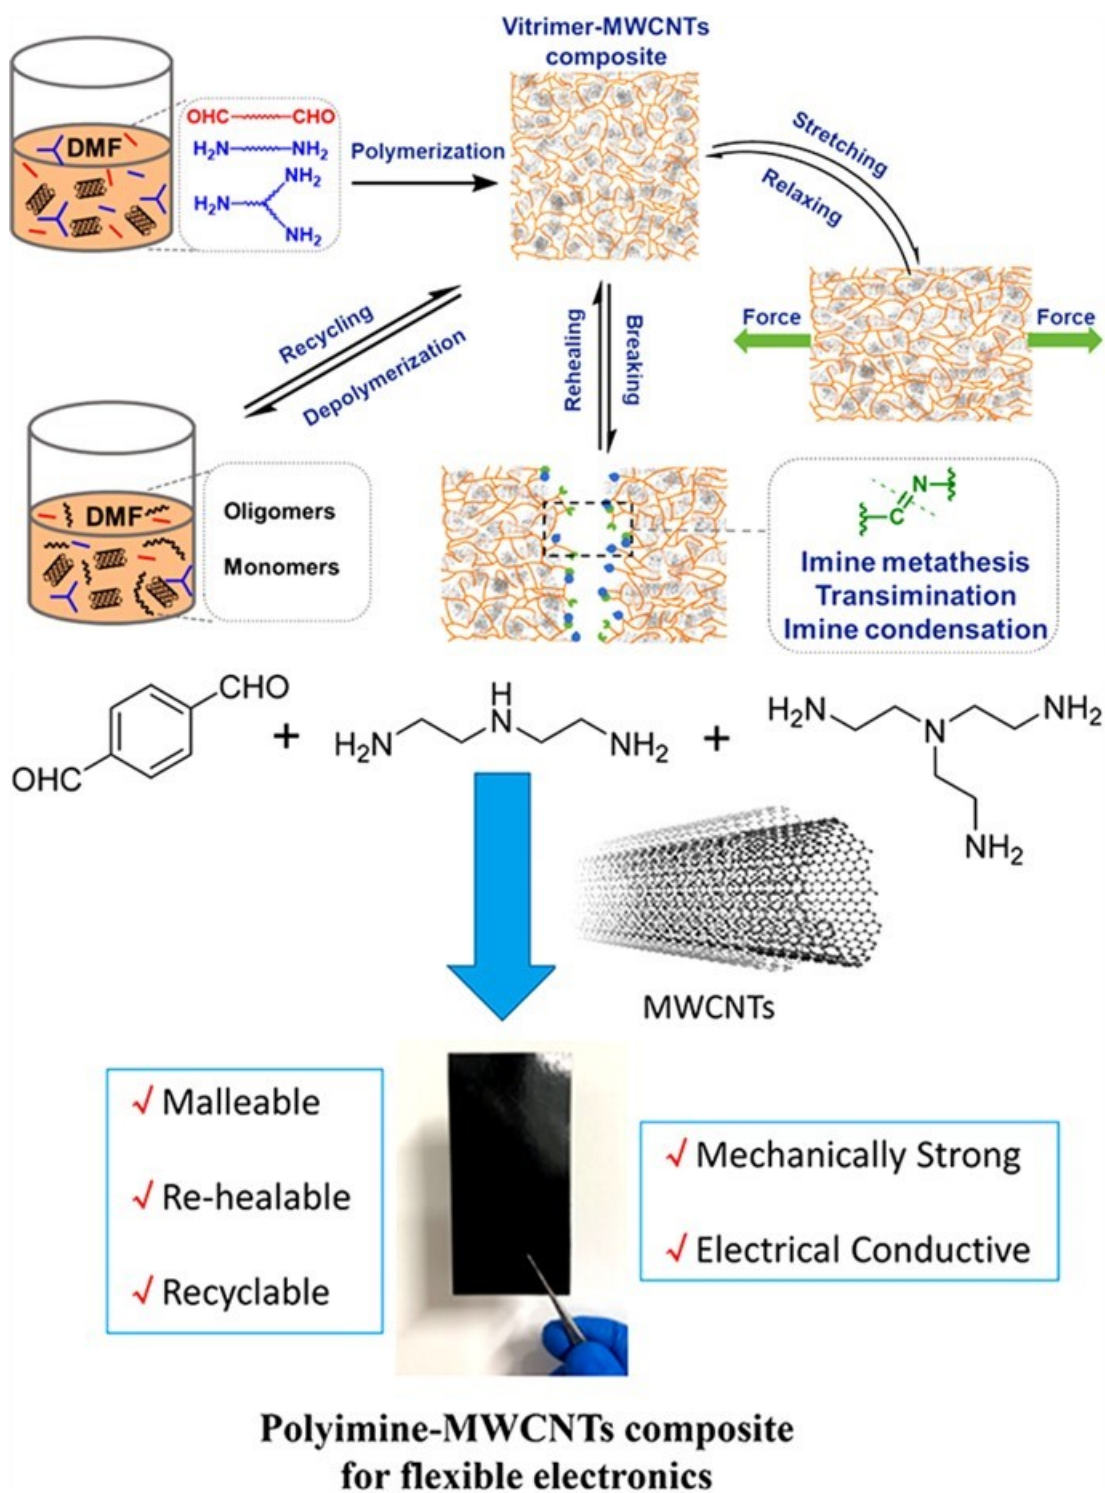 Vitrimer-MWCNTs
composite
DMF
OHC CHO
H₂N NH₂
NH₂
H₂N
NH₂
Polymerization
Stretching
Relaxing
Force
Force
Recycling
Depolymerization
Rehealing
Breaking
DMF
Oligomers
Monomers
N
C
Imine metathesis
Transimination
Imine condensation
CHO
OHC
+
H
N
H₂N
NH₂
+
H₂N
N
NH₂
NH₂
MWCNTs
√ Malleable
√ Re-healable
√ Recyclable
√ Mechanically Strong
√ Electrical Conductive
Polyimine-MWCNTs composite
for flexible electronics